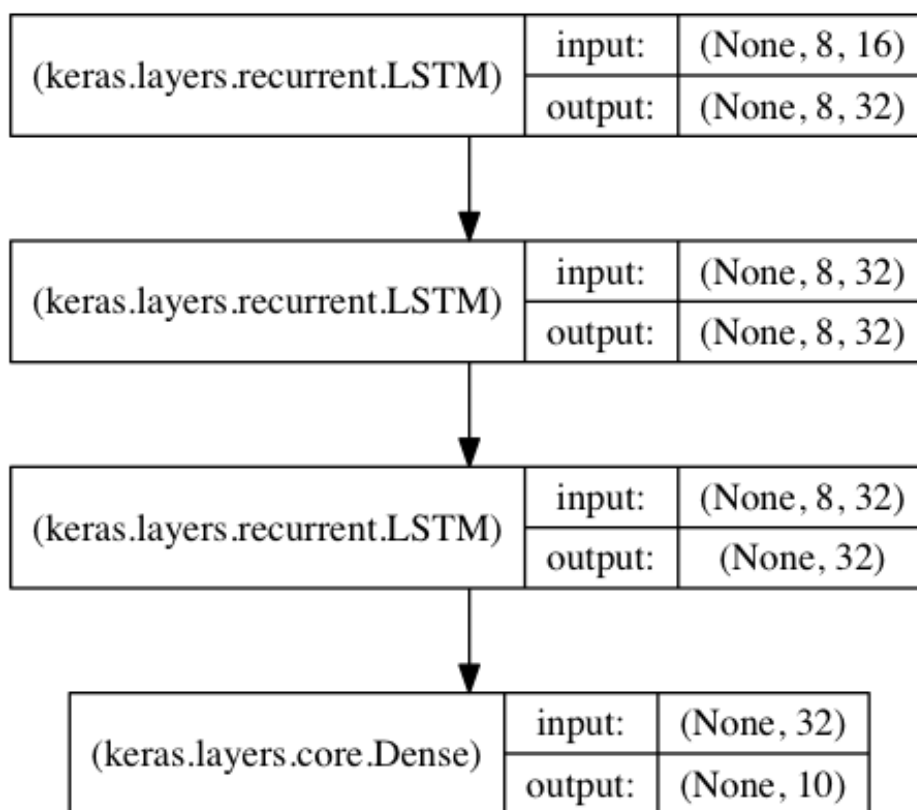 (keras.layers.recurrent.LSTM)
input:
(None, 8, 16)
output:
(None, 8, 32)
(keras.layers.recurrent.LSTM)
input:
(None, 8, 32)
output:
(None, 8, 32)
(keras.layers.recurrent.LSTM)
input:
(None, 8, 32)
output:
(None, 32)
(keras.layers.core.Dense)
input:
(None, 32)
output:
(None, 10)